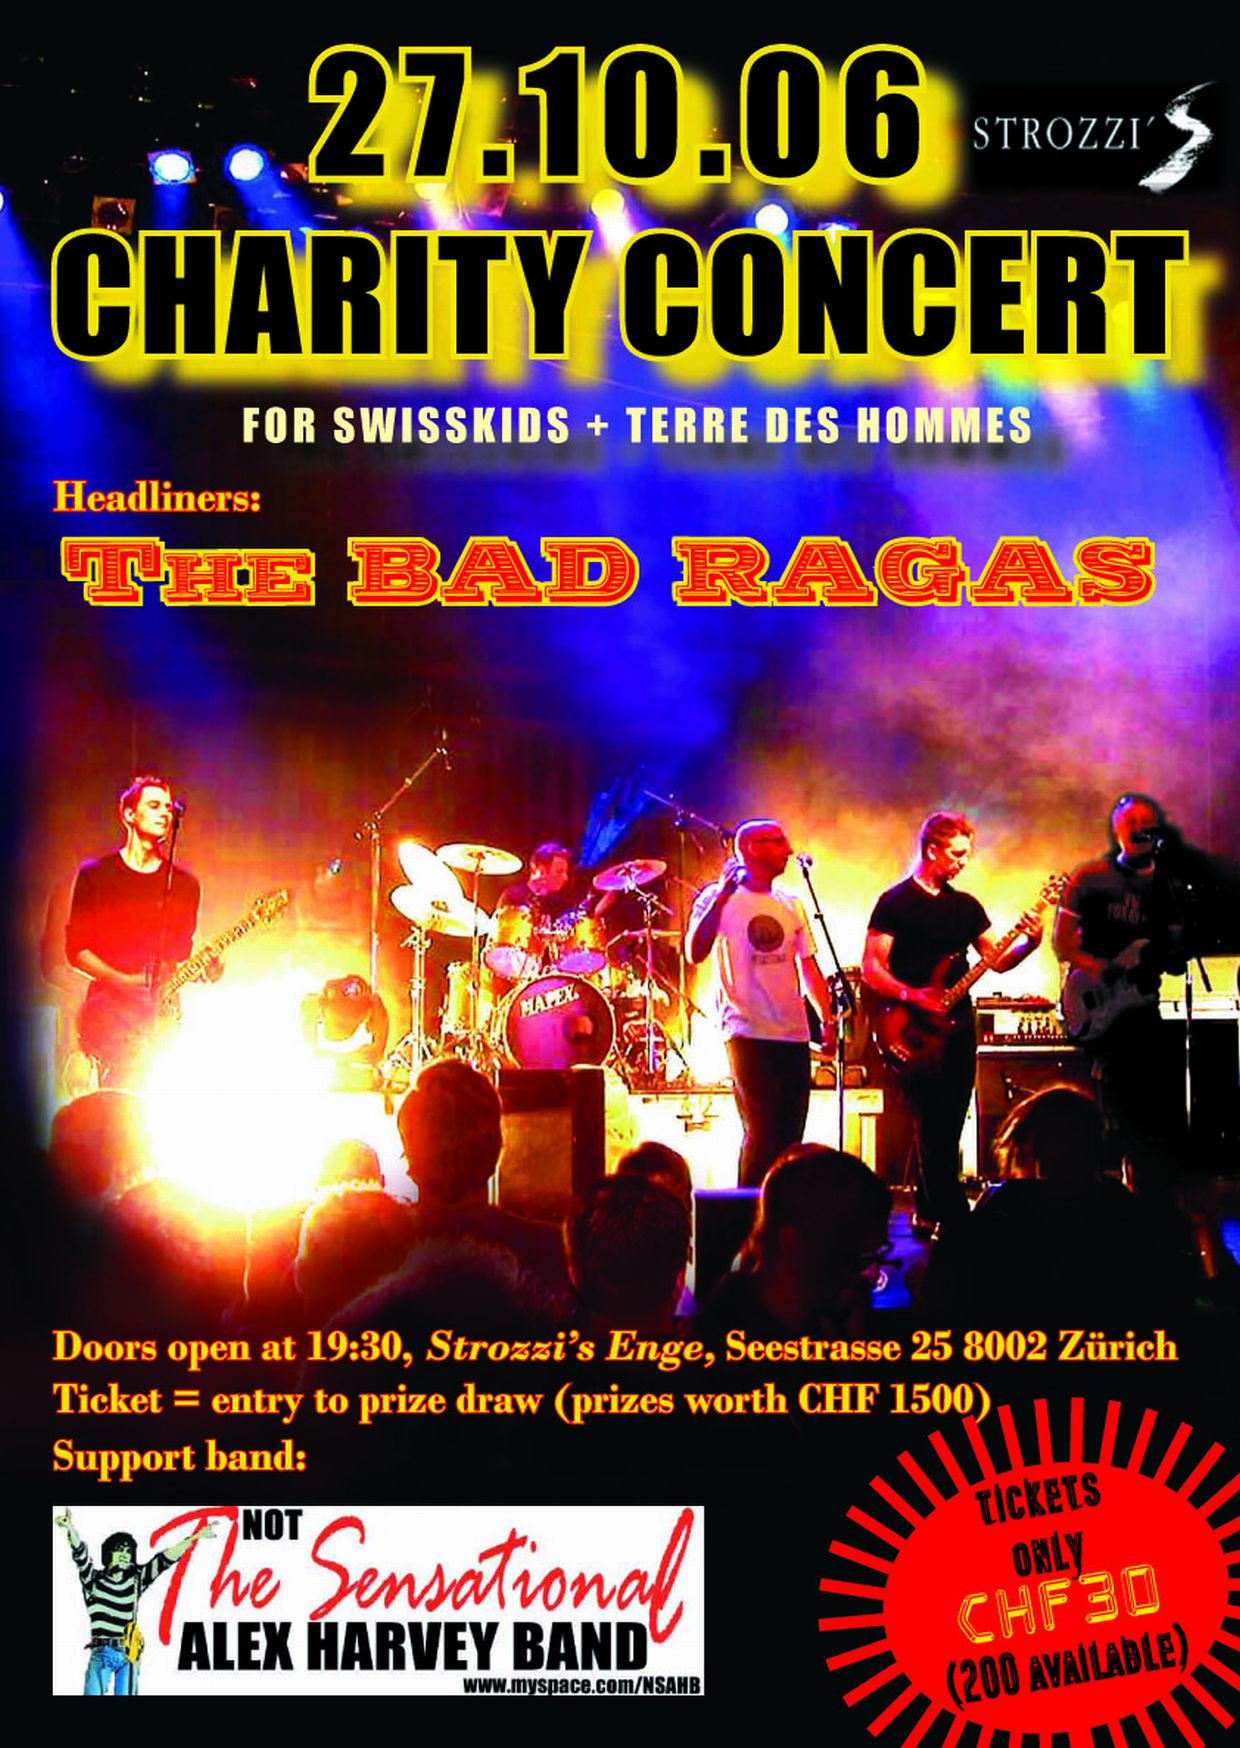 27.10.06
STROZZI´S
CHARITY CONCERT
FOR SWISSKIDS + TERRE DES HOMMES
Headliners:
THE BAD RAGAS
MAPEX
Doors open at 19:30, Strozzi's Enge, Seestrasse 25 8002 Zürich
Ticket = entry to prize draw (prizes worth CHF 1500)
Support band:
NOT
The Sensational
ALEX HARVEY BAND
www.myspace.com/NSAHB
TICKETS
ONLY
CHF30
(200 AVAILABLE)